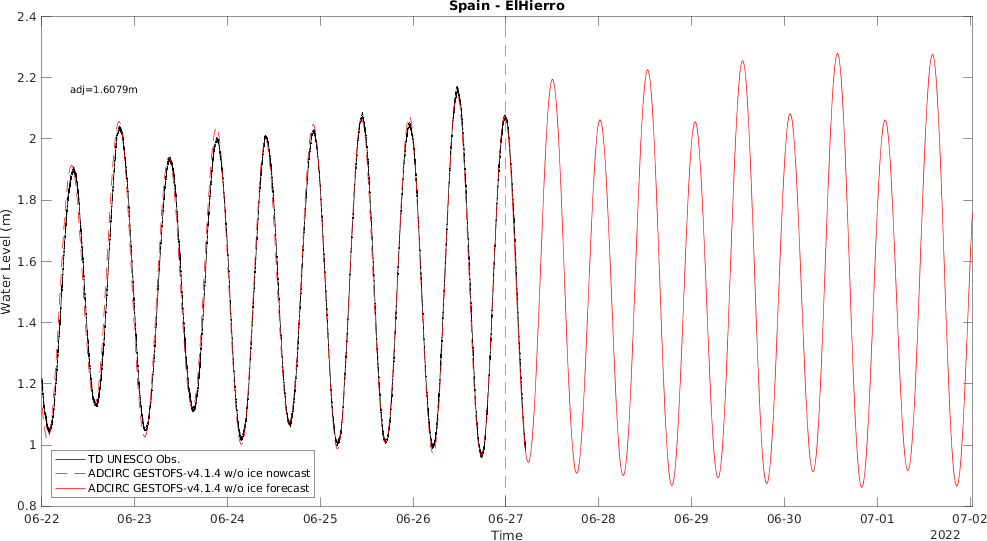 Spain - ElHierro
2.4
2.2
2
1.8
1.6
1.4
1.2
1
0.8
Water Level (m)
adj=1.6079m
TD UNESCO Obs.
ADCIRC GESTOFS-v4.1.4 w/o ice nowcast
ADCIRC GESTOFS-v4.1.4 w/o ice forecast
06-22 06-23 06-24 06-25 06-26 06-27 06-28 06-29 06-30 07-01 07-02
Time
2022